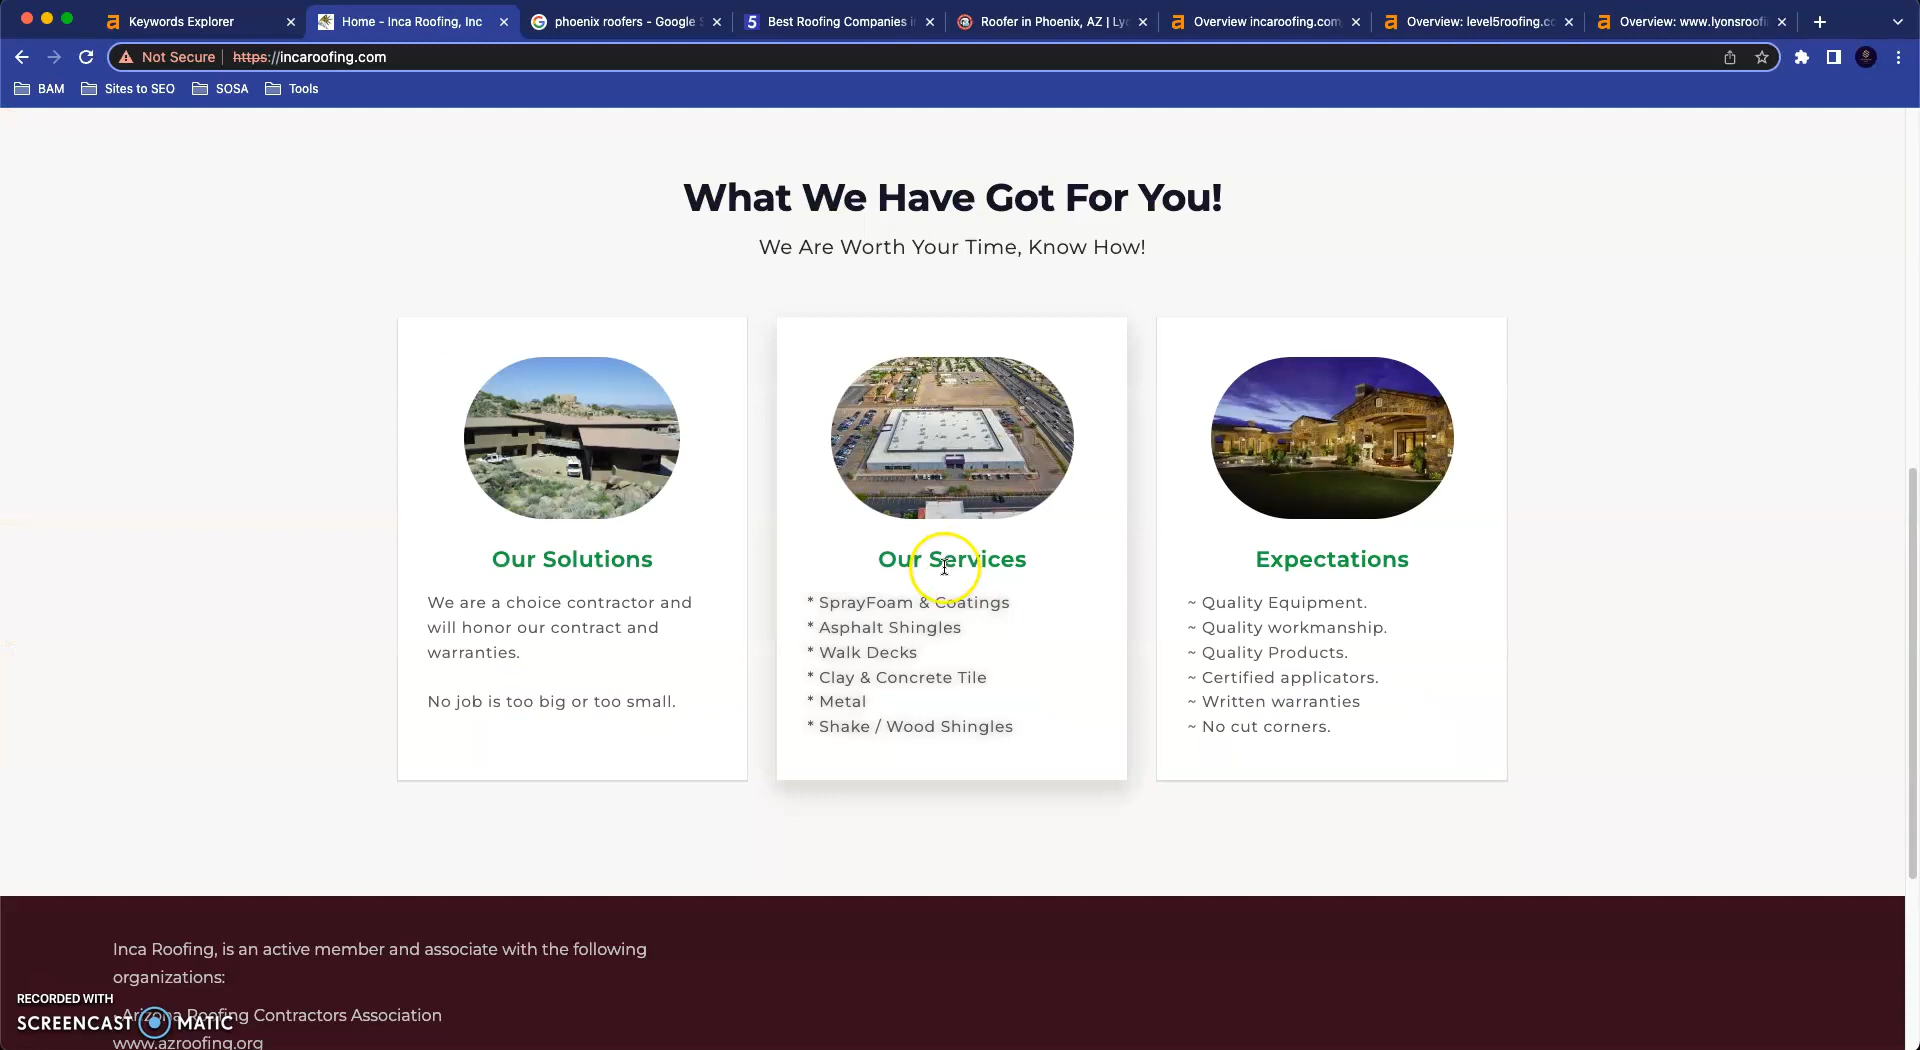 Keywords Explorer
Home - Inca Roofing, Inc
phoenix roofers - Google S
Best Roofing Companies i
Roofer in Phoenix, AZ | Lyo
Overview incaroofing.com
Overview: level5roofing.co
Overview: www.lyonsroofi
Not Secure
https://incaroofing.com
BAM
Sites to SEO
SOSA
Tools
What We Have Got For You!
We Are Worth Your Time, Know How!
Our Solutions
We are a choice contractor and
will honor our contract and
warranties.
No job is too big or too small.
Our Services
* SprayFoam & Coatings
* Asphalt Shingles
* Walk Decks
* Clay & Concrete Tile
* Metal
* Shake / Wood Shingles
Expectations
~ Quality Equipment.
~ Quality workmanship.
~ Quality Products.
~ Certified applicators.
~ Written warranties
~ No cut corners.
Inca Roofing, is an active member and associate with the following
organizations:
- Arizona Roofing Contractors Association
www.azroofing.org
RECORDED WITH
SCREENCAST MATIC